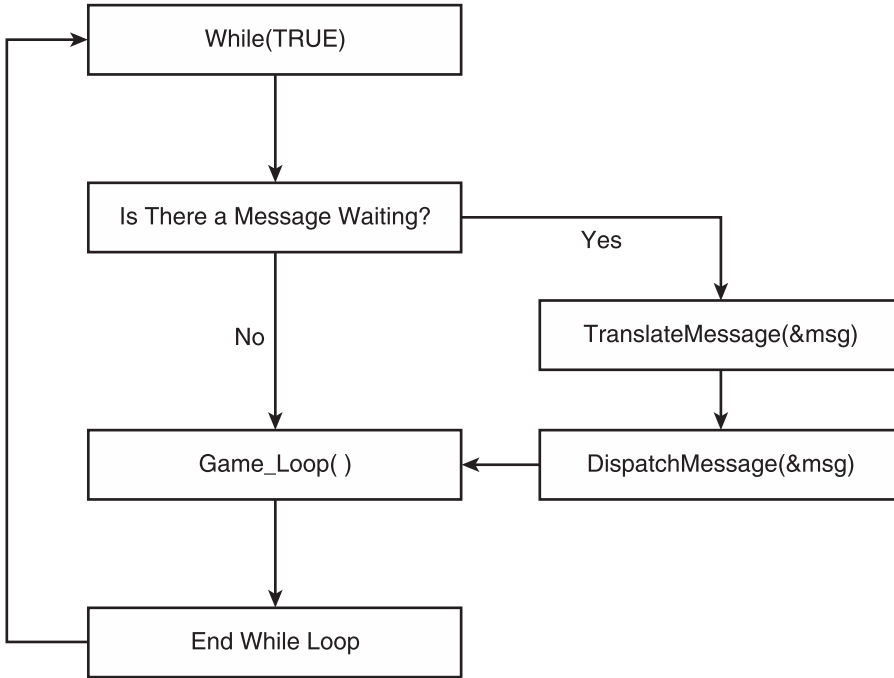 While(TRUE)
Is There a Message Waiting?
Yes
TranslateMessage(&msg)
No
Game_Loop( )
DispatchMessage(&msg)
End While Loop